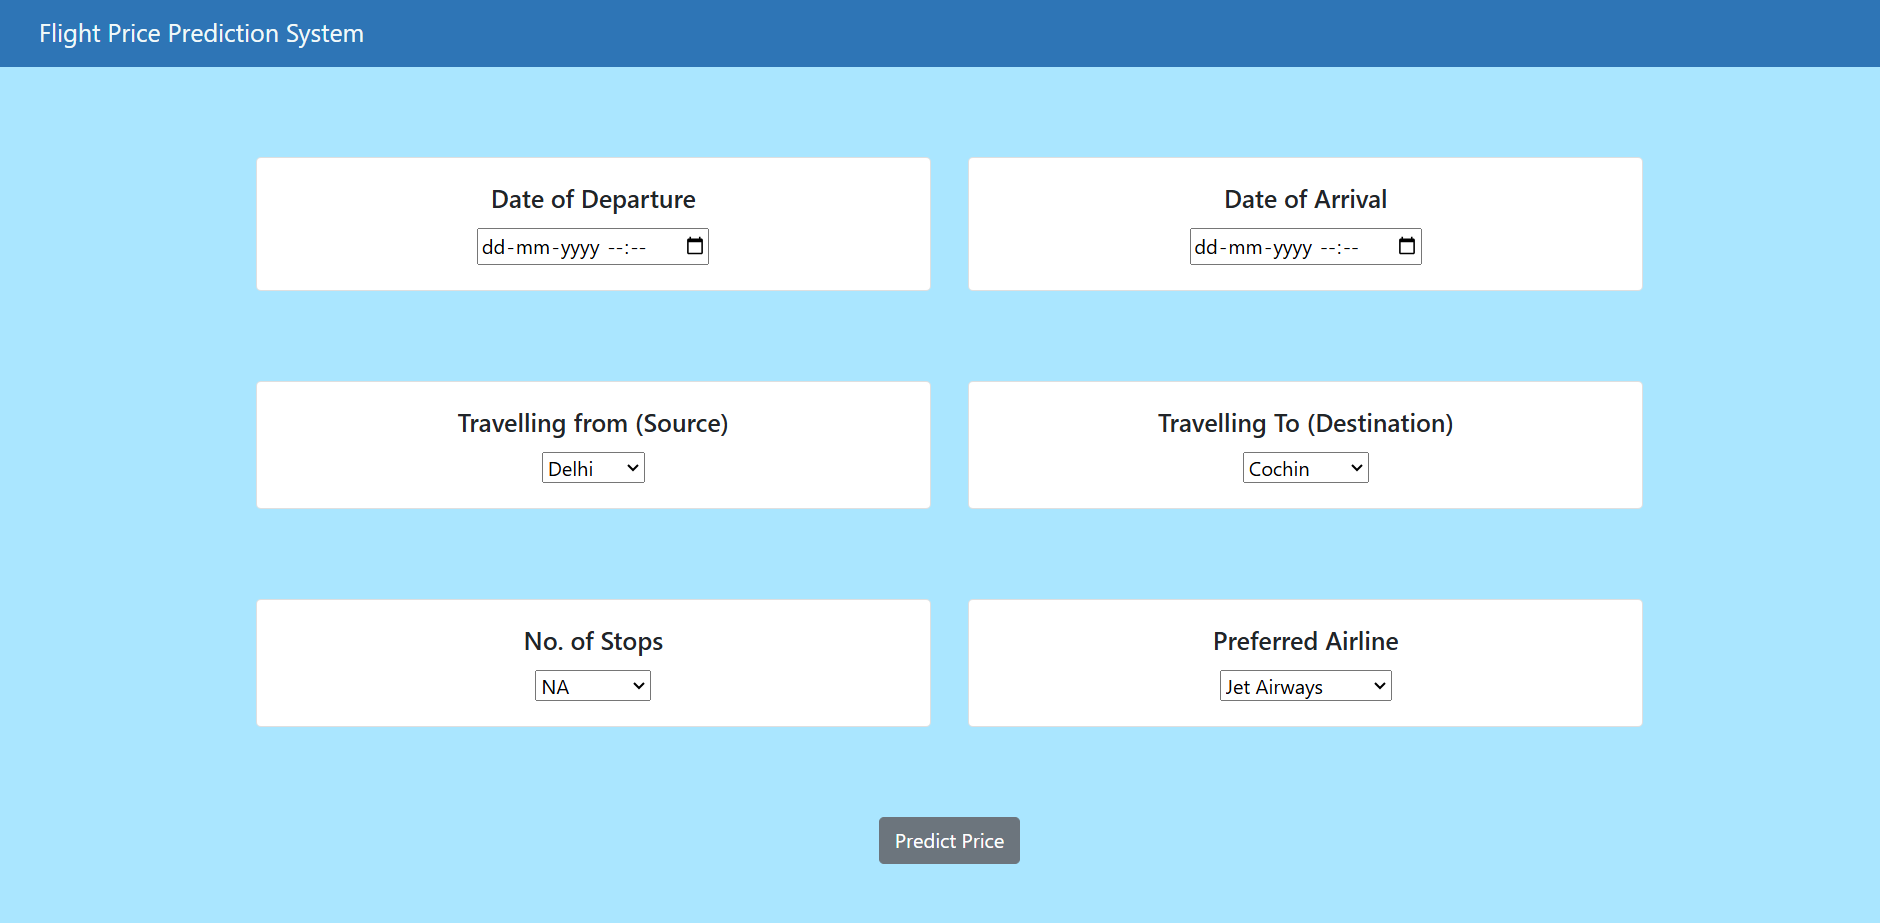 Flight Price Prediction System
Date of Departure
dd-mm-yyyy --:--
Date of Arrival
dd-mm-yyyy --:--
Travelling from (Source)
Delhi
Travelling To (Destination)
Cochin
No. of Stops
NA
Preferred Airline
Jet Airways
Predict Price